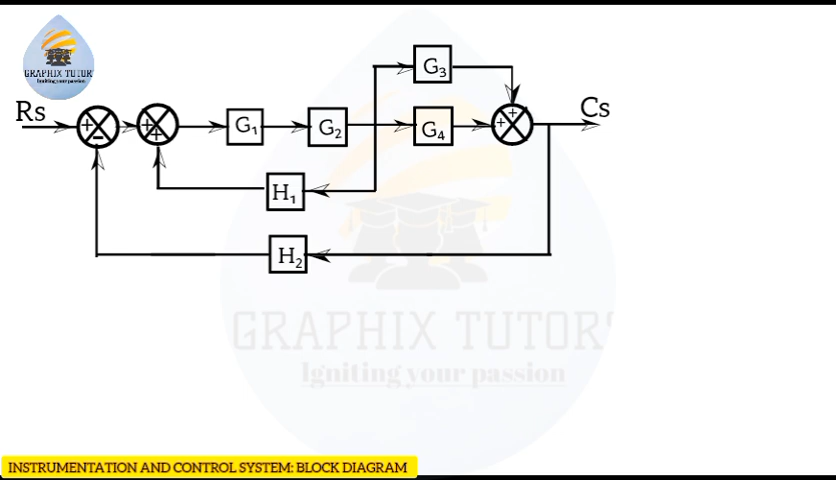 GRAPHIX TUTOR
Igniting your passion
Rs
Cs
G₃
+
+
+
G₁
G₂
G₄
+
+
-
+
H₁
H₂
GRAPHIX TUTOR'
Igniting your passion
INSTRUMENTATION AND CONTROL SYSTEM: BLOCK DIAGRAM